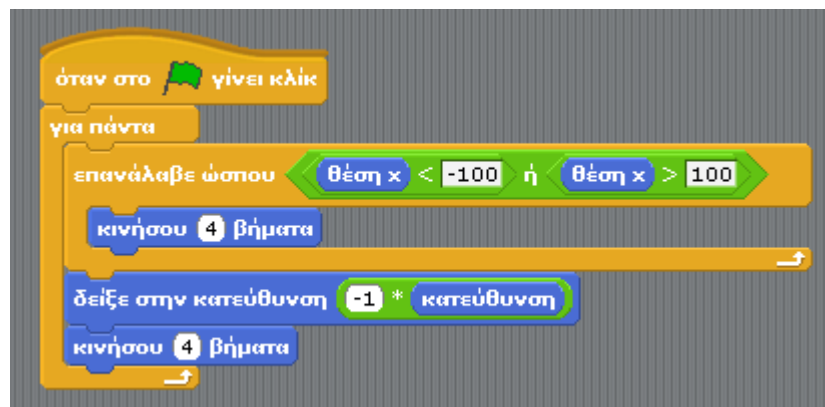 όταν στο γίνει κλίκ
για πάντα
επανάλαβε ώσπου θέση x < -100 ή θέση x > 100
κινήσου 4 βήματα
δείξε στην κατεύθυνση -1 * κατεύθυνση
κινήσου 4 βήματα